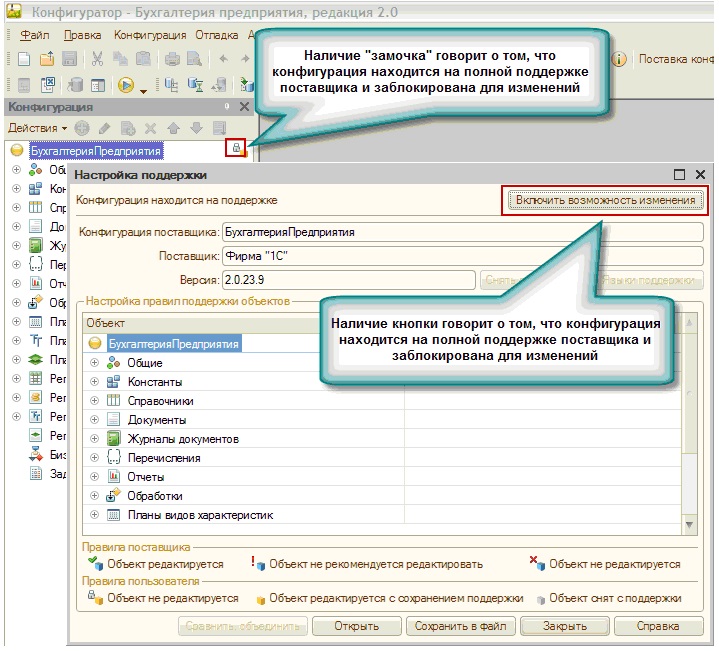 Конфигуратор - Бухгалтерия предприятия, редакция 2.0
Файл Правка Конфигурация Отладка А
Наличие "замочка" говорит о том, что
конфигурация находится на полной поддержке
поставщика и заблокирована для изменений
Поставка конф
Конфигурация
Действия
БухгалтерияПредприятия
Об
Кон
Спр
До
Жу
Пер
Отч
Обр
Пла
Пла
Пла
Рег
Рег
Рег
Рег
Биз
Зад
Настройка поддержки
Конфигурация находится на поддержке
Включить возможность изменения
Конфигурация поставщика: БухгалтерияПредприятия
Поставщик: Фирма "1С"
Версия: 2.0.23.9
Снять
Языки поддержки
Настройка правил поддержки объектов
Объект
Наличие кнопки говорит о том, что конфигурация
находится на полной поддержке поставщика и
заблокирована для изменений
БухгалтерияПредприятия
Общие
Константы
Справочники
Документы
Журналы документов
Перечисления
Отчеты
Обработки
Планы видов характеристик
Правила поставщика
Объект редактируется Объект не рекомендуется редактировать Объект не редактируется
Правила пользователя
Объект не редактируется Объект редактируется с сохранением поддержки Объект снят с поддержки
Сравнить, объединить Открыть Сохранить в файл Закрыть Справка